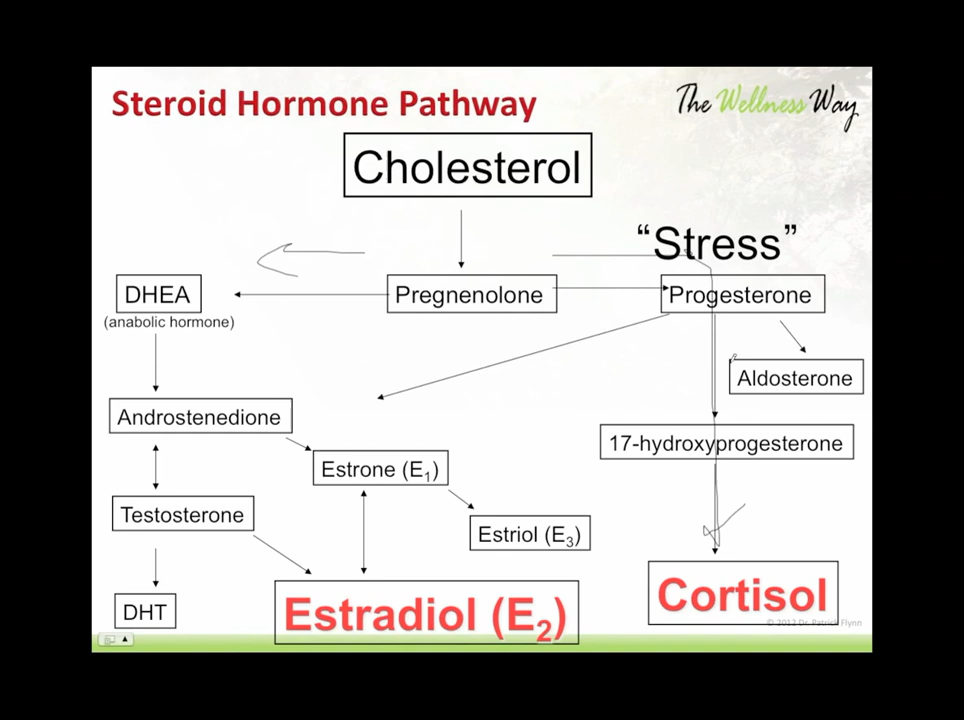 Steroid Hormone Pathway
The Wellness Way
Cholesterol
“Stress”
DHEA
(anabolic hormone)
Pregnenolone
Progesterone
Aldosterone
Androstenedione
17-hydroxyprogesterone
Estrone (E1)
Testosterone
Estriol (E3)
DHT
Estradiol (E2)
Cortisol
© 2012 Dr. Patrick Flynn